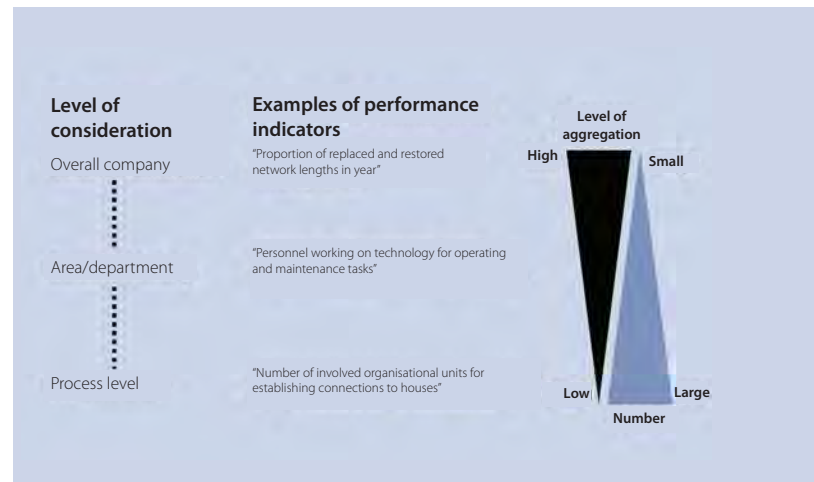 Level of
consideration
Overall company
Area/department
Process level
Examples of performance
indicators
"Proportion of replaced and restored
network lengths in year"
"Personnel working on technology for operating
and maintenance tasks"
"Number of involved organisational units for
establishing connections to houses"
Level of
aggregation
High
Small
Low
Large
Number